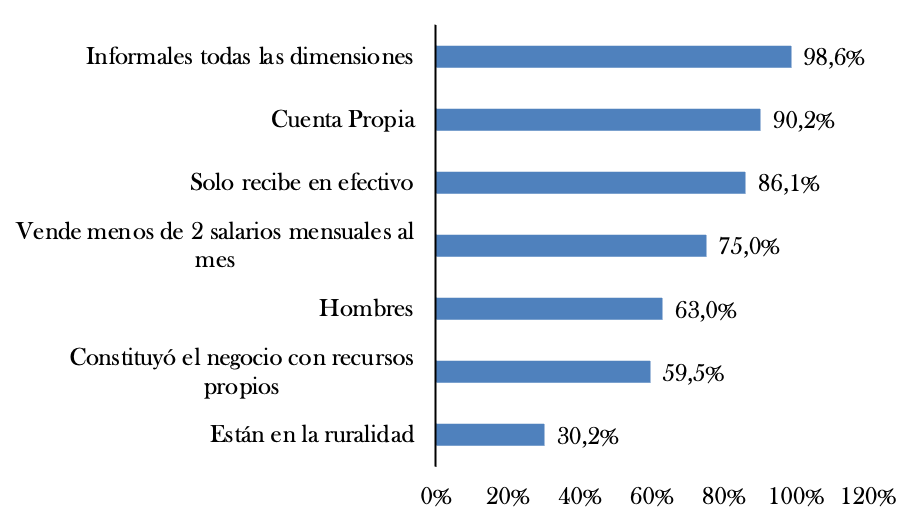 Informales todas las dimensiones
98,6%
Cuenta Propia
90,2%
Solo recibe en efectivo
86,1%
Vende menos de 2 salarios mensuales al
mes
75,0%
Hombres
63,0%
Constituyó el negocio con recursos
propios
59,5%
Están en la ruralidad
30,2%
0% 20% 40% 60% 80% 100% 120%